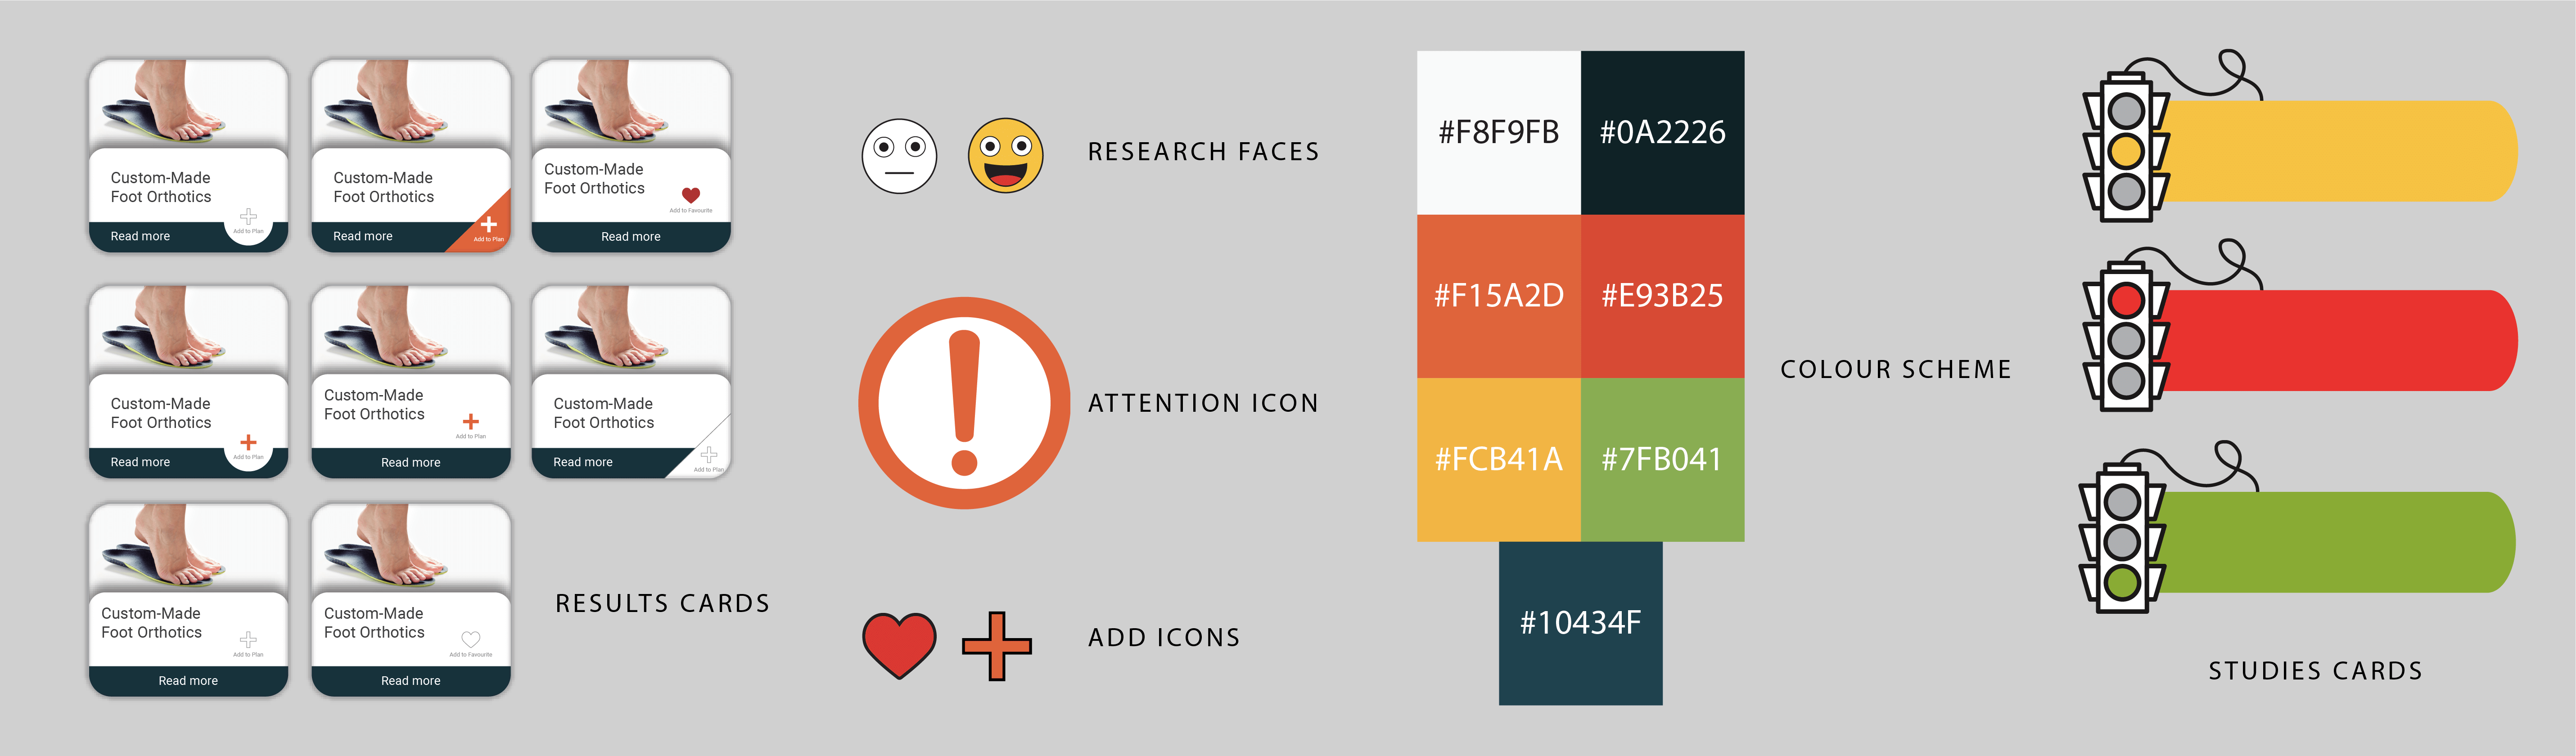 Custom-Made
Foot Orthotics
Add to Plan
Read more
Custom-Made
Foot Orthotics
Add to Plan
Read more
Custom-Made
Foot Orthotics
Add to Favourite
Read more
Custom-Made
Foot Orthotics
Add to Plan
Read more
Custom-Made
Foot Orthotics
Add to Plan
Read more
Custom-Made
Foot Orthotics
Add to Plan
Read more
Custom-Made
Foot Orthotics
Add to Plan
Read more
Custom-Made
Foot Orthotics
Add to Favourite
Read more
RESULTS CARDS
RESEARCH FACES
ATTENTION ICON
ADD ICONS
#F8F9FB
#0A2226
#F15A2D
#E93B25
#FCB41A
#7FB041
#10434F
COLOUR SCHEME
STUDIES CARDS